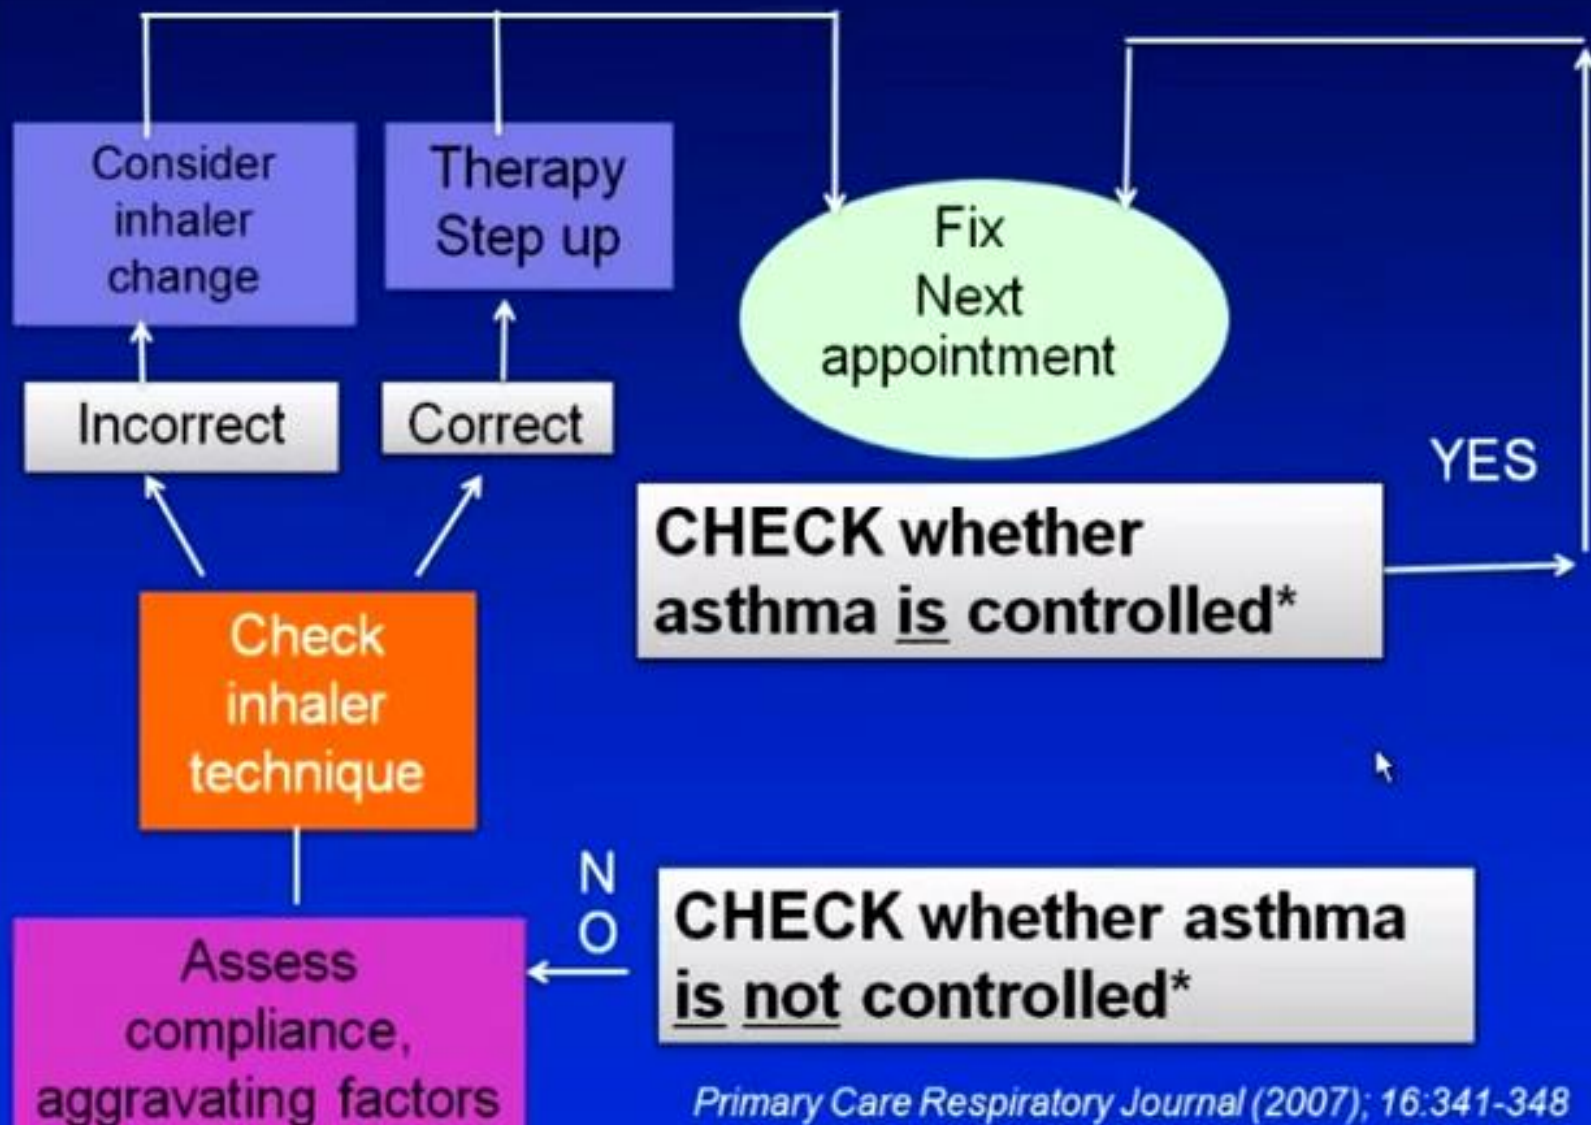 Consider
inhaler
change
Therapy
Step up
Fix
Next
appointment
Incorrect
Correct
YES
CHECK whether
asthma is controlled*
Check
inhaler
technique
N
O
CHECK whether asthma
is not controlled*
Assess
compliance,
aggravating factors
Primary Care Respiratory Journal (2007); 16:341-348